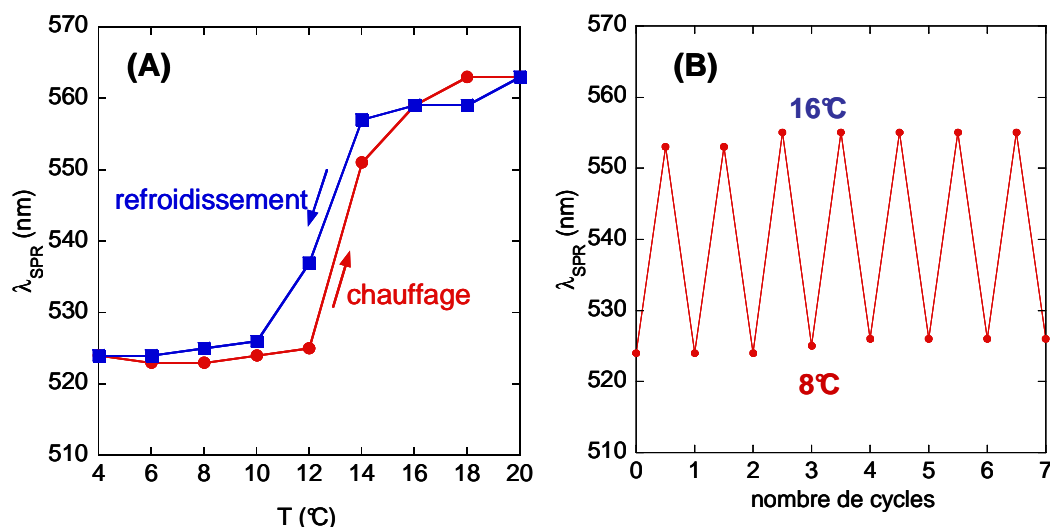 (A)
570
560
550
540
530
520
510
λSPR (nm)
refroidissement
chauffage
4 6 8 10 12 14 16 18 20
T (°C)
(B)
570
560
550
540
530
520
510
λSPR (nm)
16°C
8°C
0 1 2 3 4 5 6 7
nombre de cycles